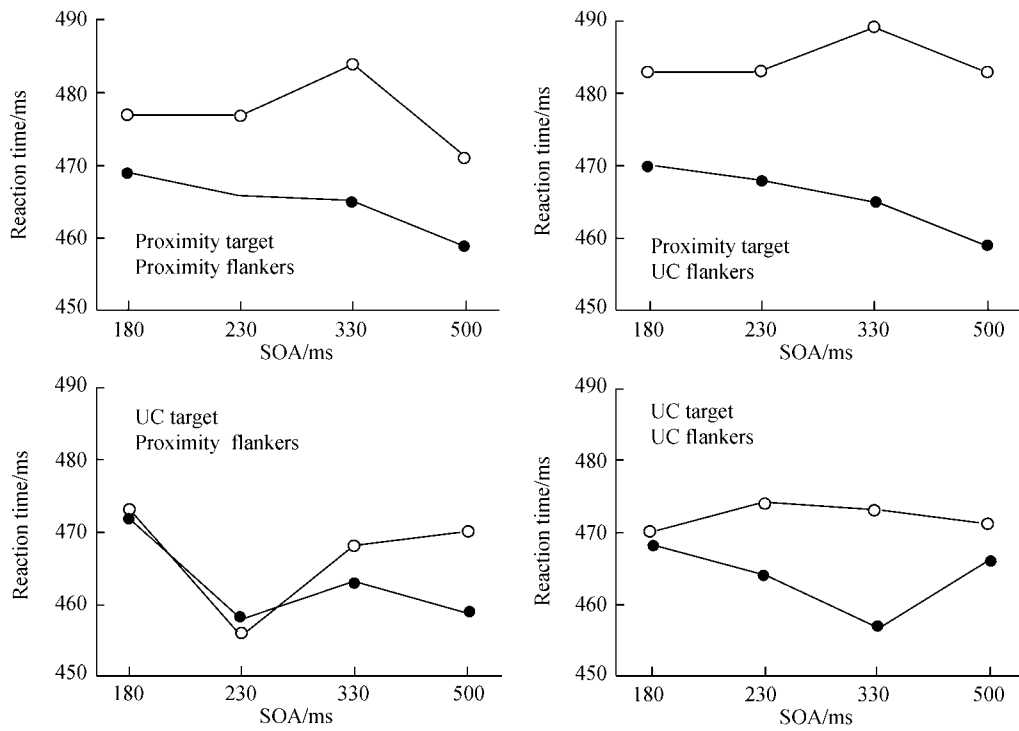 490
480
470
460
450
Reaction time/ms
Proximity target
Proximity flankers
180 230 330 500
SOA/ms
490
480
470
460
450
Reaction time/ms
Proximity target
UC flankers
180 230 330 500
SOA/ms
490
480
470
460
450
Reaction time/ms
UC target
Proximity flankers
180 230 330 500
SOA/ms
490
480
470
460
450
Reaction time/ms
UC target
UC flankers
180 230 330 500
SOA/ms